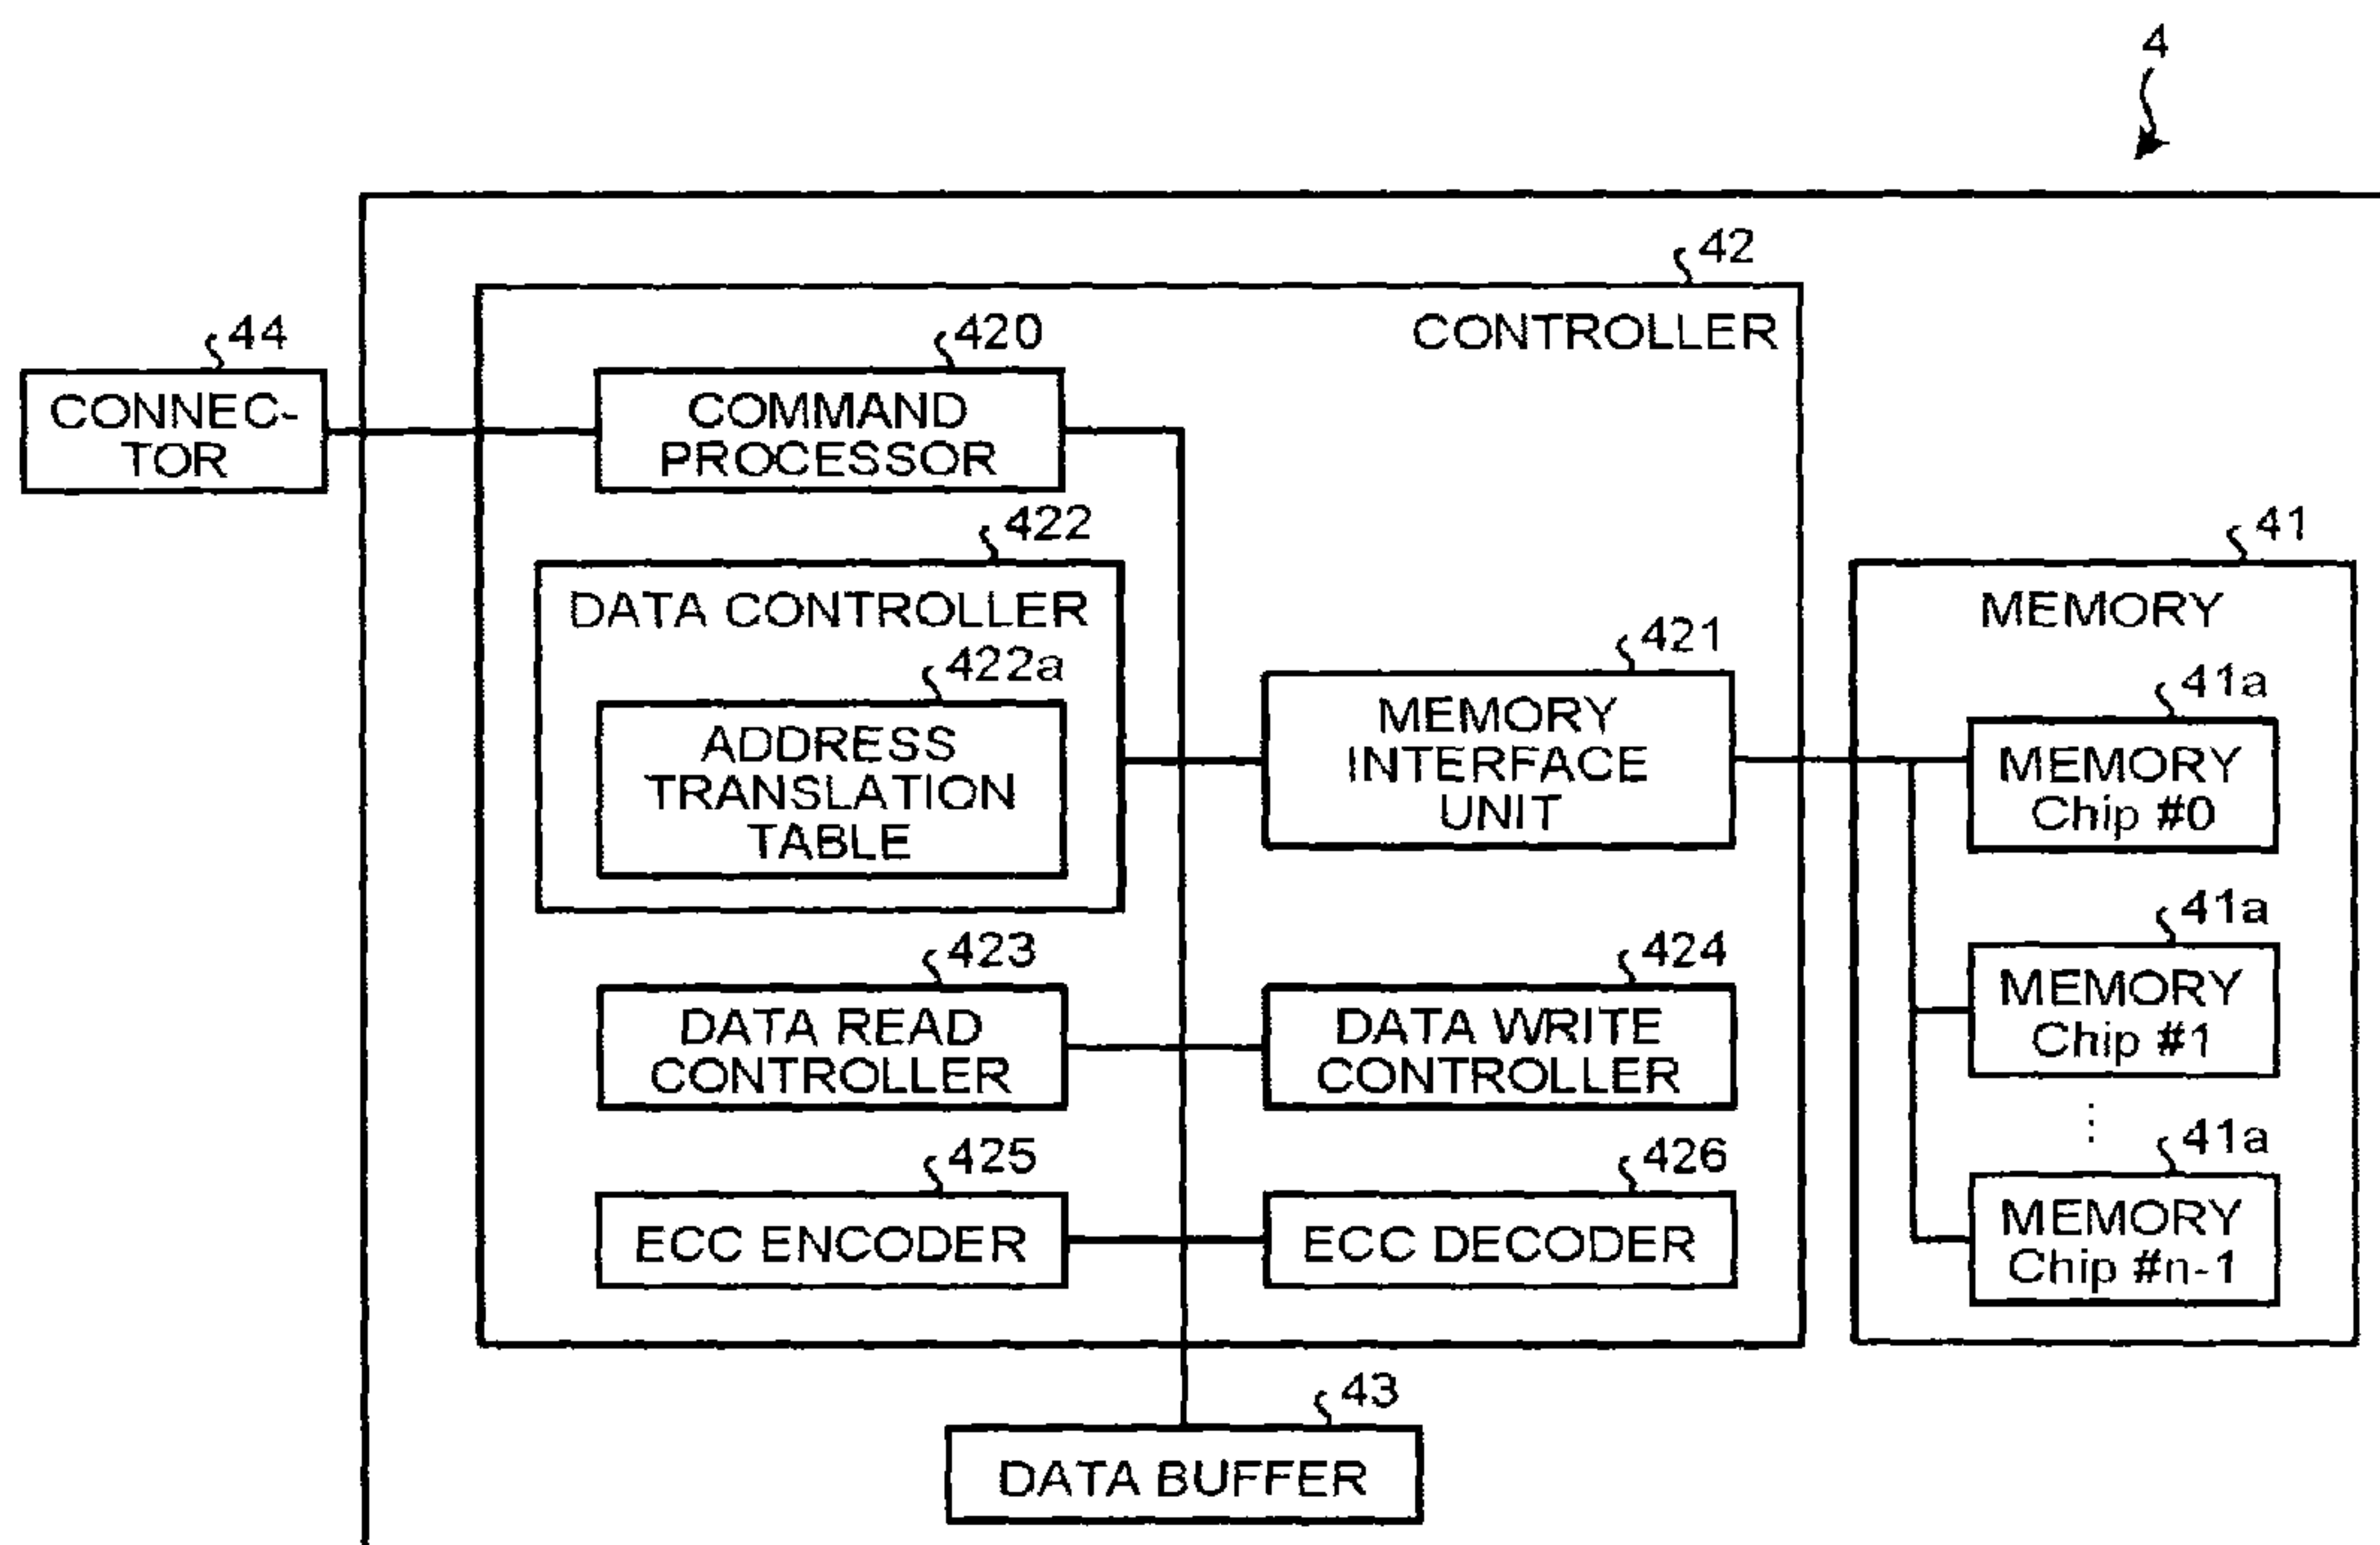 4
42
CONTROLLER
44
CONNEC-
TOR
420
COMMAND
PROCESSOR
422
DATA CONTROLLER
422a
ADDRESS
TRANSLATION
TABLE
421
MEMORY
INTERFACE
UNIT
41
MEMORY
41a
MEMORY
Chip #0
41a
MEMORY
Chip #1
⋮
41a
MEMORY
Chip #n-1
423
DATA READ
CONTROLLER
424
DATA WRITE
CONTROLLER
425
ECC ENCODER
426
ECC DECODER
43
DATA BUFFER